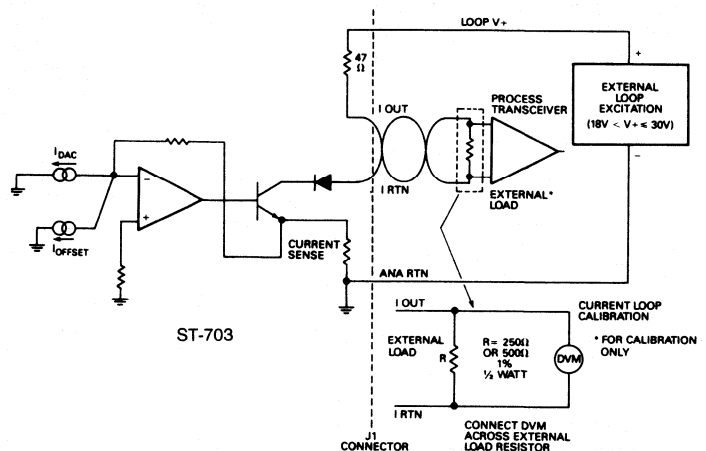 LOOP V+
47
Ω
+
EXTERNAL
LOOP
EXCITATION
(18V < V+ ≤ 30V)
−
PROCESS
TRANSCEIVER
I OUT
I RTN
EXTERNAL*
LOAD
IDAC
IOFFSET
−
+
CURRENT
SENSE
ANA RTN
ST-703
I OUT
CURRENT LOOP
CALIBRATION
EXTERNAL
LOAD
R
R= 250Ω
OR 500Ω
1%
½ WATT
DVM
* FOR CALIBRATION
ONLY
I RTN
J1
CONNECTOR
CONNECT DVM
ACROSS EXTERNAL
LOAD RESISTOR